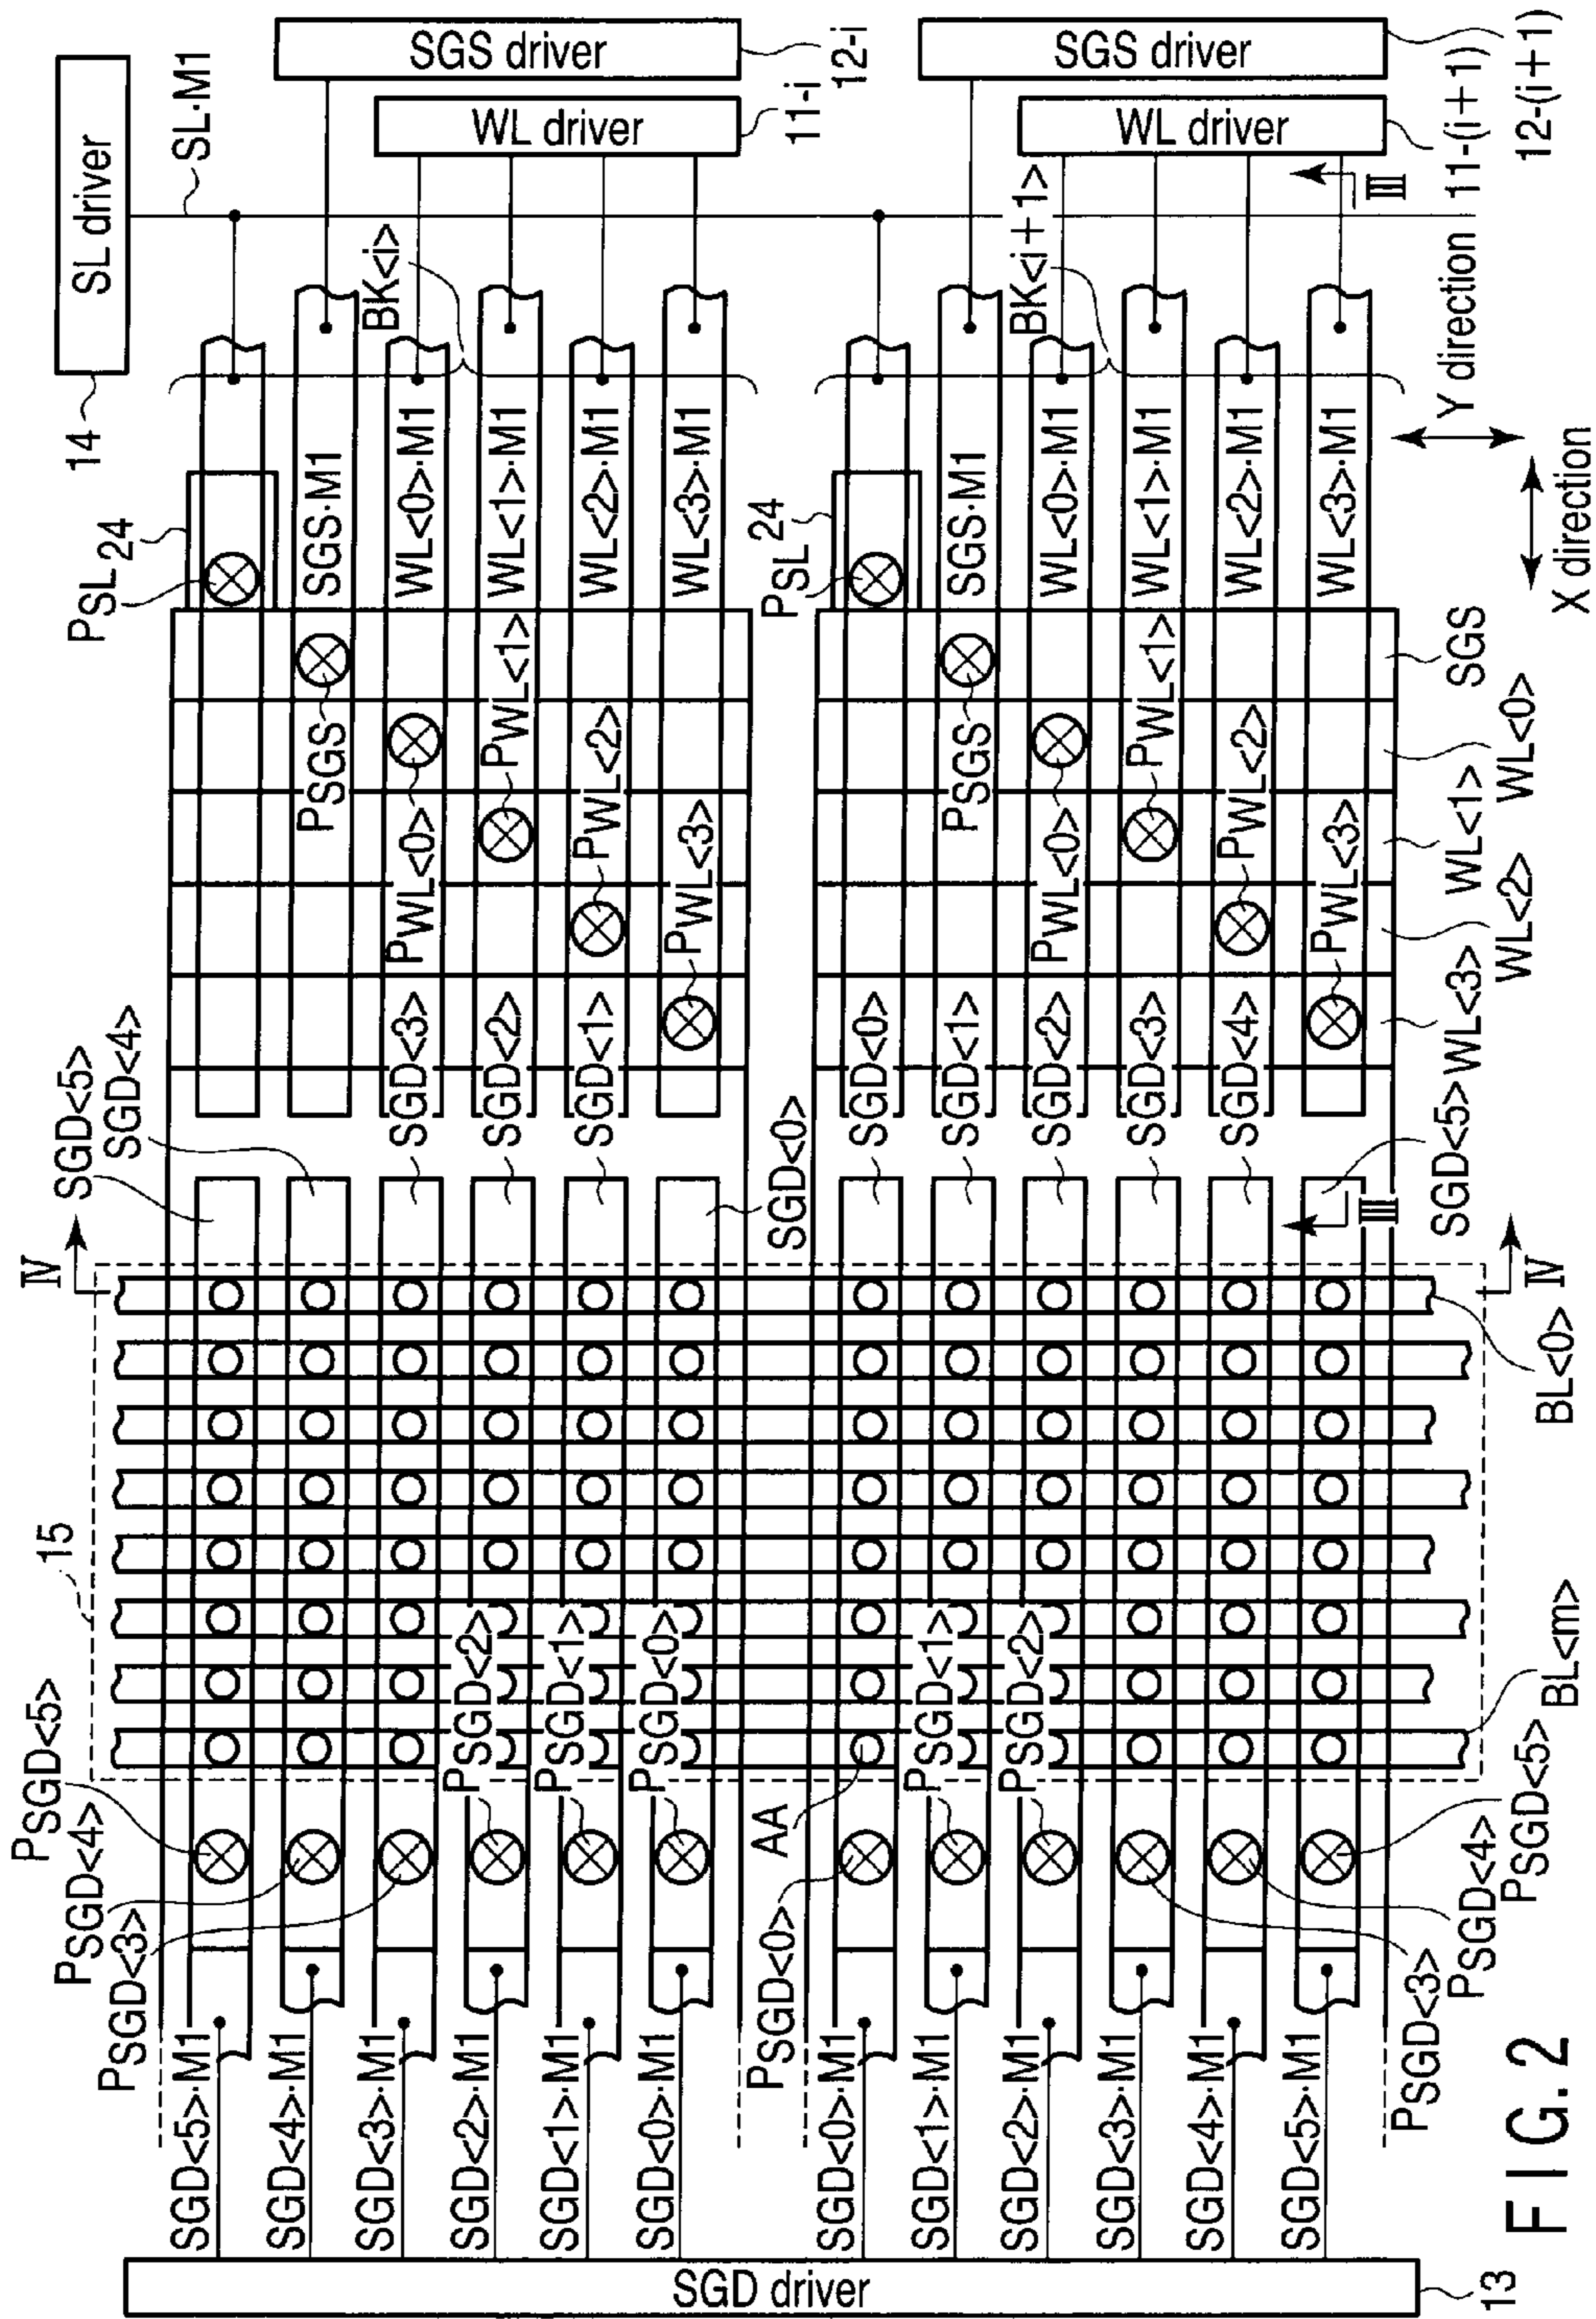 SL driver
14
SL·M1
SGS driver
12-i
WL driver
11-i
SGS driver
12-(i+1)
WL driver
11-(i+1)
III
BK<i>
BK<i+1>
Y direction
X direction
PSL
24
SGS·M1
WL<0>·M1
WL<1>·M1
WL<2>·M1
WL<3>·M1
PSL
24
SGS·M1
WL<0>·M1
WL<1>·M1
WL<2>·M1
WL<3>·M1
PSGS
PWL<0>
PWL<1>
PWL<2>
PWL<3>
PSGS
PWL<0>
PWL<1>
PWL<2>
PWL<3>
SGS
WL<0>
WL<1>
WL<2>
WL<3>
SGD<5>
SGD<4>
SGD<3>
SGD<2>
SGD<1>
SGD<0>
SGD<0>
SGD<1>
SGD<2>
SGD<3>
SGD<4>
SGD<5>
III
IV
IV
15
BL<0>
BL<m>
AA
PSGD<5>
PSGD<4>
PSGD<3>
PSGD<2>
PSGD<1>
PSGD<0>
PSGD<0>
PSGD<1>
PSGD<2>
PSGD<3>
PSGD<4>
PSGD<5>
SGD<5>·M1
SGD<4>·M1
SGD<3>·M1
SGD<2>·M1
SGD<1>·M1
SGD<0>·M1
SGD<0>·M1
SGD<1>·M1
SGD<2>·M1
SGD<3>·M1
SGD<4>·M1
SGD<5>·M1
SGD driver
13
FIG. 2